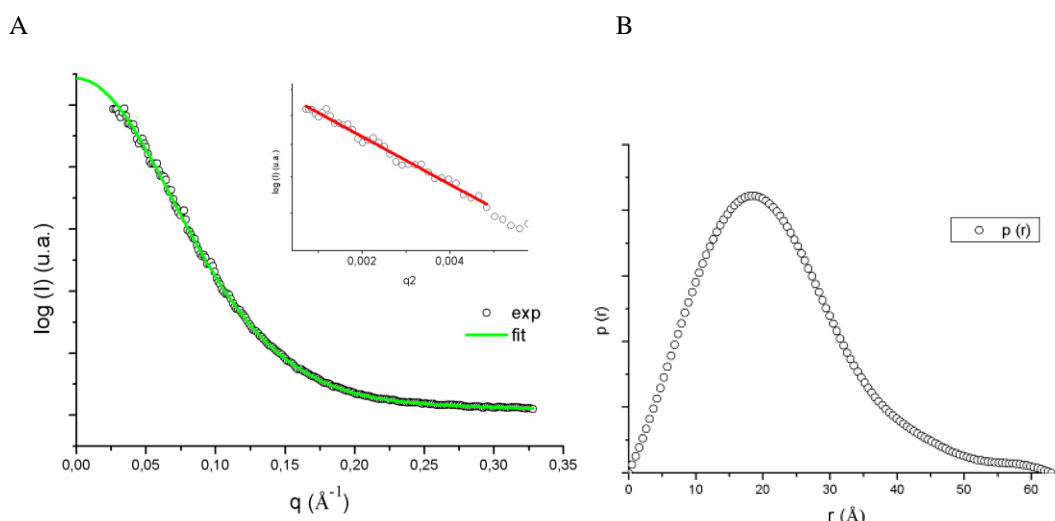 A
B
log (I) (u.a.)
log (I) (u.a.)
0,002
0,004
q2
exp
fit
0,00
0,05
0,10
0,15
0,20
0,25
0,30
0,35
q (Å⁻¹)
p (r)
p (r)
0
10
20
30
40
50
60
r (Å)